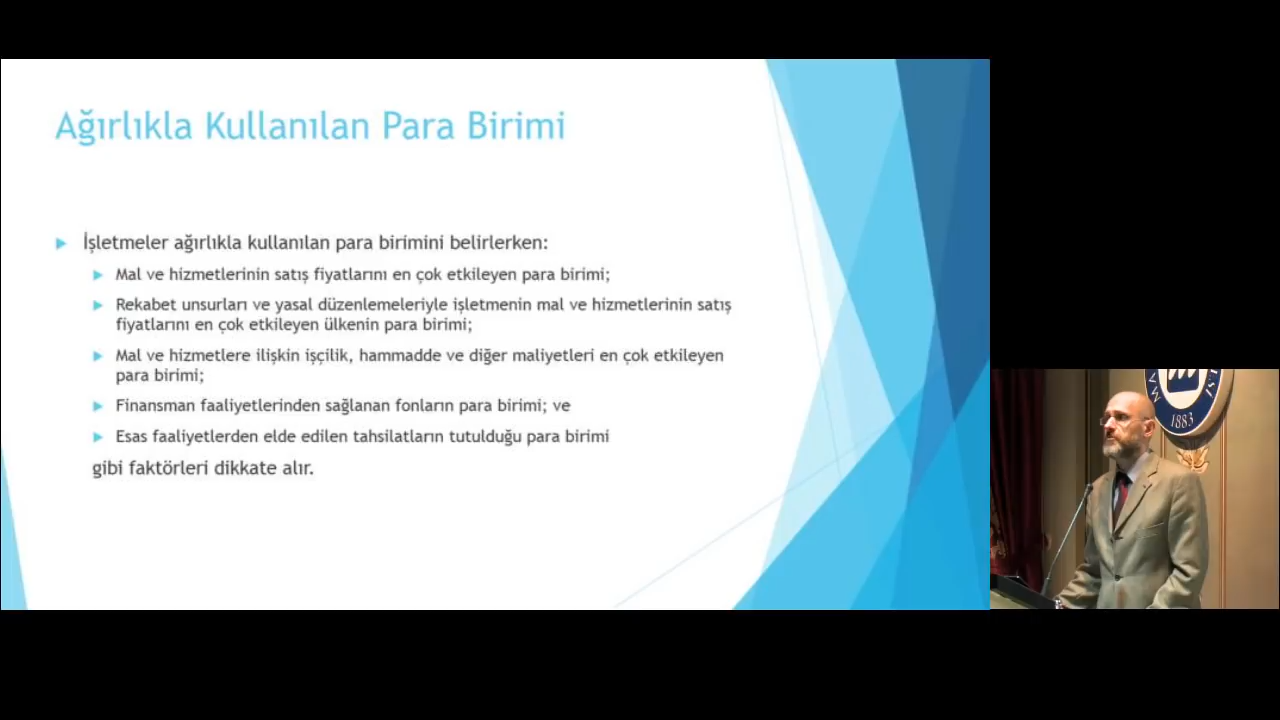 Ağırlıkla Kullanılan Para Birimi
İşletmeler ağırlıkla kullanılan para birimini belirlerken:
Mal ve hizmetlerinin satış fiyatlarını en çok etkileyen para birimi;
Rekabet unsurları ve yasal düzenlemeleriyle işletmenin mal ve hizmetlerinin satış
fiyatlarını en çok etkileyen ülkenin para birimi;
Mal ve hizmetlere ilişkin işçilik, hammadde ve diğer maliyetleri en çok etkileyen
para birimi;
Finansman faaliyetlerinden sağlanan fonların para birimi; ve
Esas faaliyetlerden elde edilen tahsilatların tutulduğu para birimi
gibi faktörleri dikkate alır.
1883